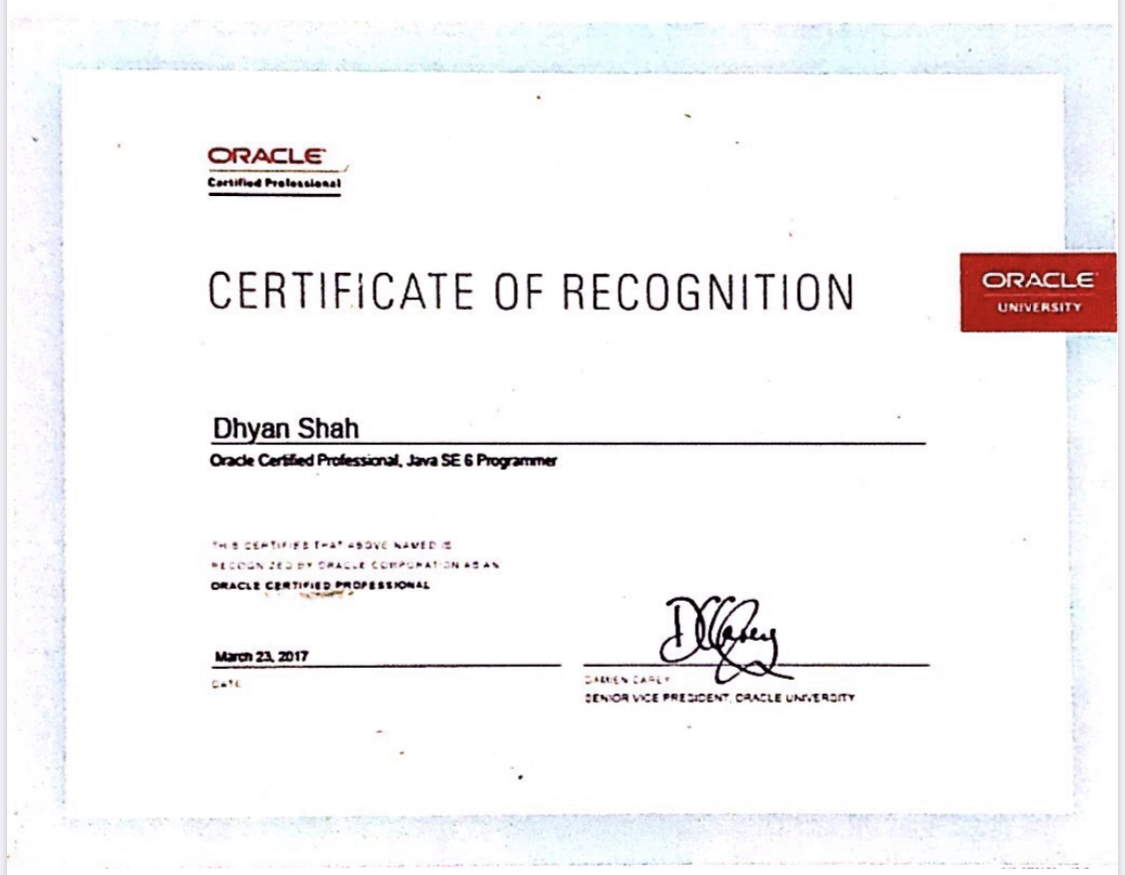 ORACLE
Certified Professional
CERTIFICATE OF RECOGNITION
ORACLE
UNIVERSITY
Dhyan Shah
Oracle Certified Professional, Java SE 6 Programmer
THIS CERTIFIES THAT ABOVE NAMED IS
RECOGNIZED BY ORACLE CORPORATION AS AN
ORACLE CERTIFIED PROFESSIONAL
March 23, 2017
DATE
DAMIEN CAREY
SENIOR VICE PRESIDENT, ORACLE UNIVERSITY